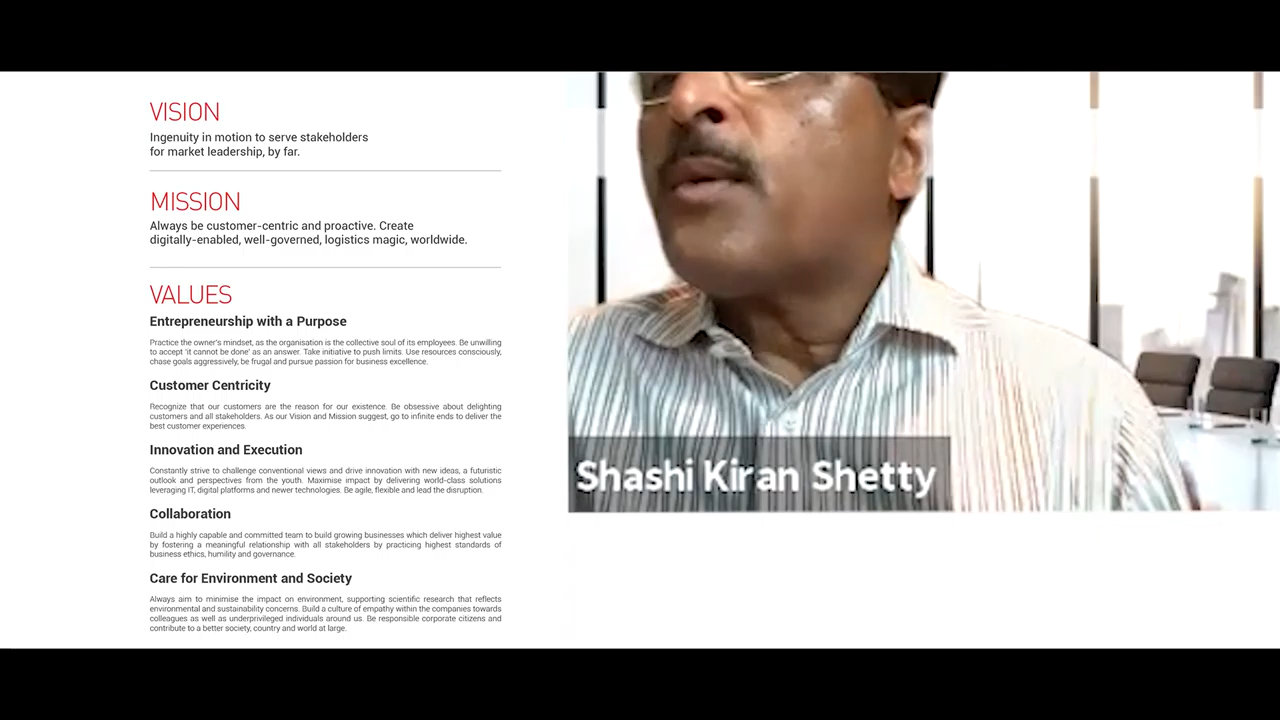 VISION
Ingenuity in motion to serve stakeholders
for market leadership, by far.
MISSION
Always be customer-centric and proactive. Create
digitally-enabled, well-governed, logistics magic, worldwide.
VALUES
Entrepreneurship with a Purpose
Practice the owner's mindset, as the organisation is the collective soul of its employees. Be unwilling
to accept 'it cannot be done' as an answer. Take initiative to push limits. Use resources consciously,
chase goals aggressively, be frugal and pursue passion for business excellence.
Customer Centricity
Recognize that our customers are the reason for our existence. Be obsessive about delighting
customers and all stakeholders. As our Vision and Mission suggest, go to infinite ends to deliver the
best customer experiences.
Innovation and Execution
Constantly strive to challenge conventional views and drive innovation with new ideas, a futuristic
outlook and perspectives from the youth. Maximise impact by delivering world-class solutions
leveraging IT, digital platforms and newer technologies. Be agile, flexible and lead the disruption.
Collaboration
Build a highly capable and committed team to build growing businesses which deliver highest value
by fostering a meaningful relationship with all stakeholders by practicing highest standards of
business ethics, humility and governance.
Care for Environment and Society
Always aim to minimise the impact on environment, supporting scientific research that reflects
environmental and sustainability concerns. Build a culture of empathy within the companies towards
colleagues as well as underprivileged individuals around us. Be responsible corporate citizens and
contribute to a better society, country and world at large.
Shashi Kiran Shetty